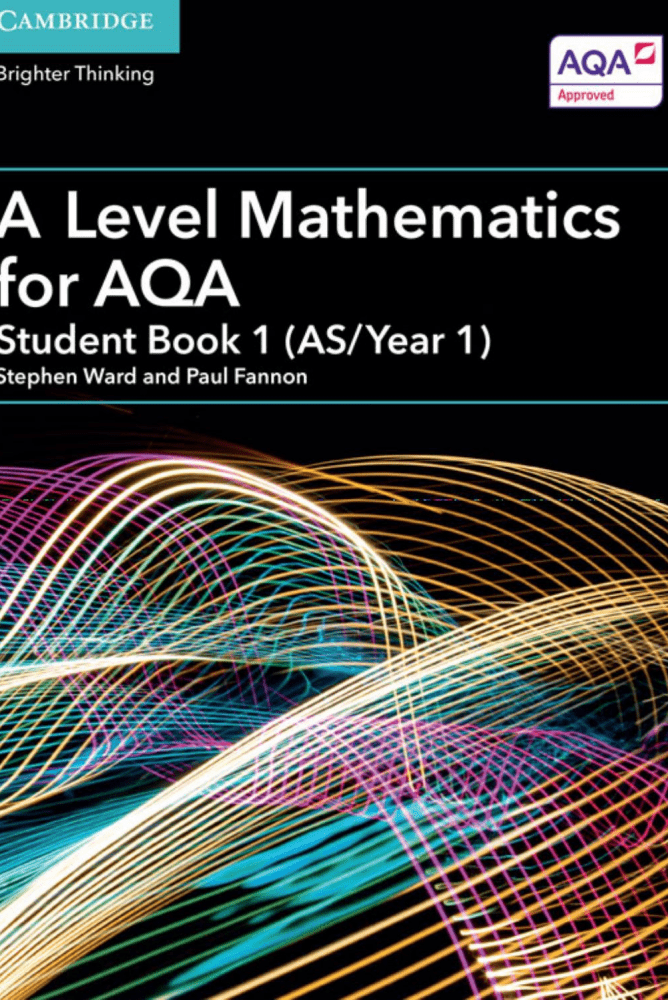 CAMBRIDGE
Brighter Thinking
AQA
Approved
A Level Mathematics
for AQA
Student Book 1 (AS/Year 1)
Stephen Ward and Paul Fannon